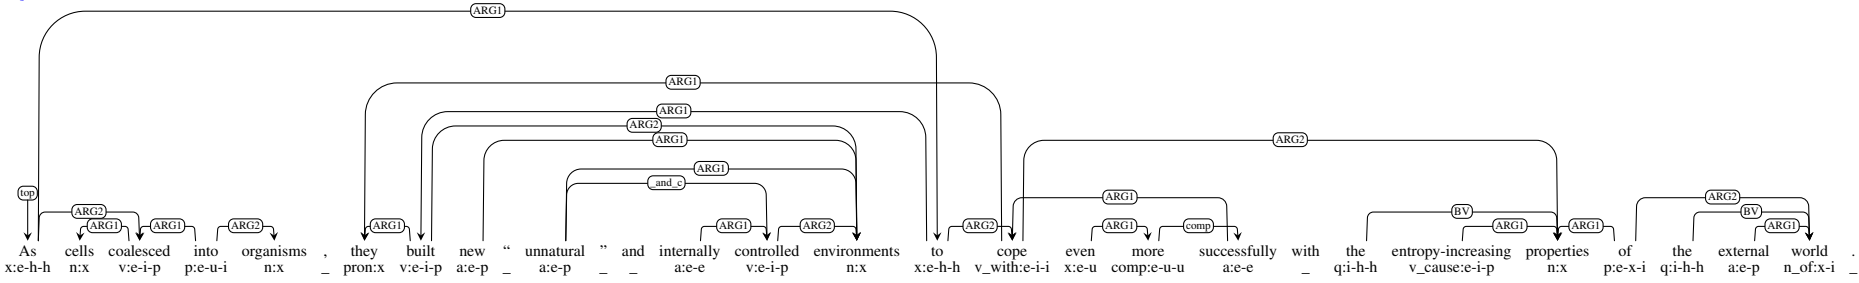 ARG1
ARG1
ARG1
ARG2
ARG1 ARG2
ARG1
_and_c
top ARG1 ARG2
ARG2 BV BV
ARG1 ARG1 ARG2 ARG1 ARG1 ARG2 ARG2 ARG1 comp ARG1 ARG1 ARG1
As cells coalesced into organisms , they built new “ unnatural ” and internally controlled environments to cope even more successfully with the entropy-increasing properties of the external world .
x:e-h-h n:x v:e-i-p p:e-u-i n:x _ pron:x v:e-i-p a:e-p _ a:e-p _ _ a:e-e v:e-i-p n:x x:e-h-h v_with:e-i-i x:e-u comp:e-u-u a:e-e _ q:i-h-h v_cause:e-i-p n:x p:e-x-i q:i-h-h a:e-p n_of:x-i _